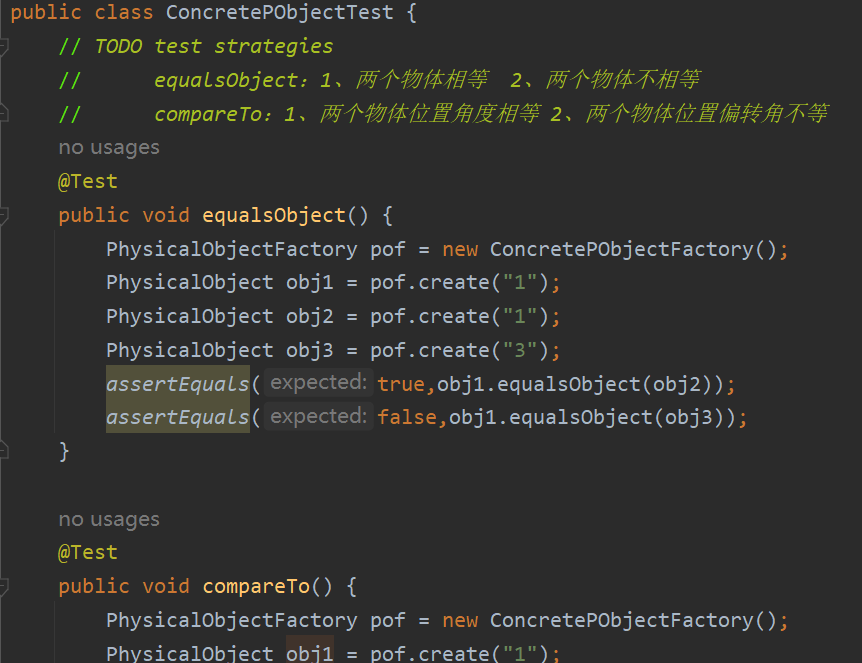 public class ConcretePObjectTest {
// TODO test strategies
// equalsObject：1、两个物体相等 2、两个物体不相等
// compareTo：1、两个物体位置角度相等 2、两个物体位置偏转角不等
no usages
@Test
public void equalsObject() {
PhysicalObjectFactory pof = new ConcretePObjectFactory();
PhysicalObject obj1 = pof.create("1");
PhysicalObject obj2 = pof.create("1");
PhysicalObject obj3 = pof.create("3");
assertEquals( expected: true,obj1.equalsObject(obj2));
assertEquals( expected: false,obj1.equalsObject(obj3));
}
no usages
@Test
public void compareTo() {
PhysicalObjectFactory pof = new ConcretePObjectFactory();
PhysicalObject obj1 = pof.create("1");